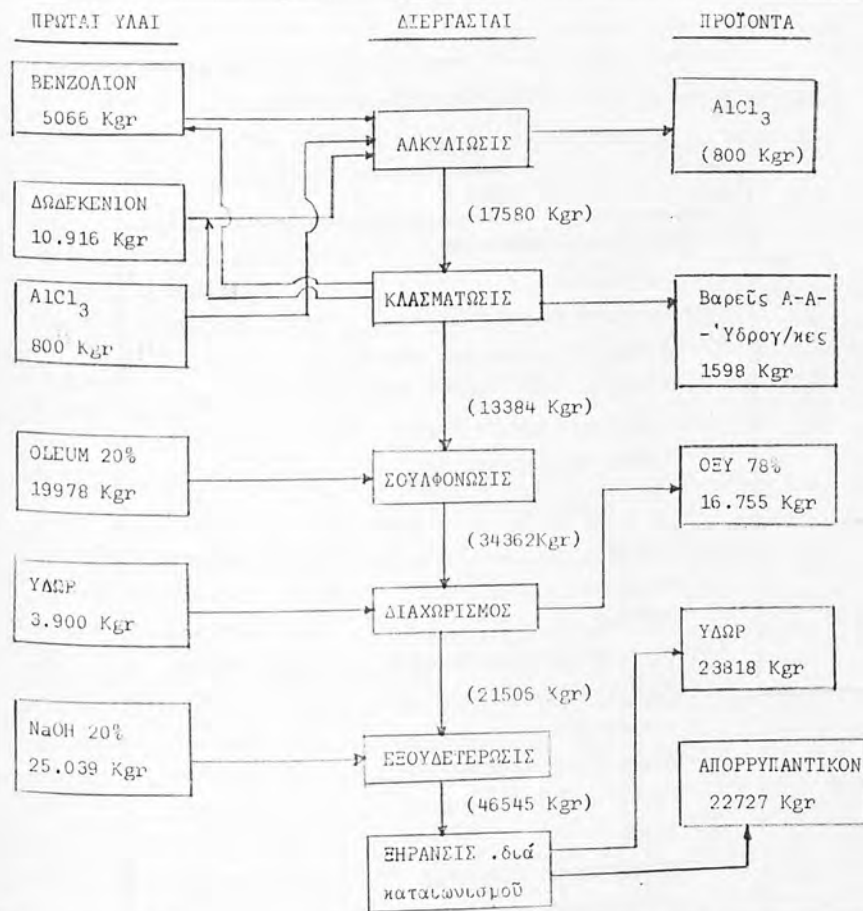 ΠΡΩΤΑΙ ΥΛΑΙ
ΔΙΕΡΓΑΣΙΑΙ
ΠΡΟΪΟΝΤΑ
ΒΕΝΖΟΛΙΟΝ
5066 Kgr
ΑΛΚΥΛΙΩΣΙΣ
AlCl3
(800 Kgr)
ΔΩΔΕΚΕΝΙΟΝ
10.916 Kgr
(17580 Kgr)
AlCl3
800 Kgr
ΚΛΑΣΜΑΤΩΣΙΣ
Βαρεῖς Α-Α-
-Ὑδρογ/κες
1598 Kgr
(13384 Kgr)
OLEUM 20%
19978 Kgr
ΣΟΥΛΦΟΝΩΣΙΣ
ΟΞΥ 78%
16.755 Kgr
(34362Kgr)
ΥΔΩΡ
3.900 Kgr
ΔΙΑΧΩΡΙΣΜΟΣ
ΥΔΩΡ
23818 Kgr
(21506 Kgr)
NaOH 20%
25.039 Kgr
ΕΞΟΥΔΕΤΕΡΩΣΙΣ
ΑΠΟΡΡΥΠΑΝΤΙΚΟΝ
22727 Kgr
(46545 Kgr)
ΞΗΡΑΝΣΙΣ .διά
καταιωνισμοῦ